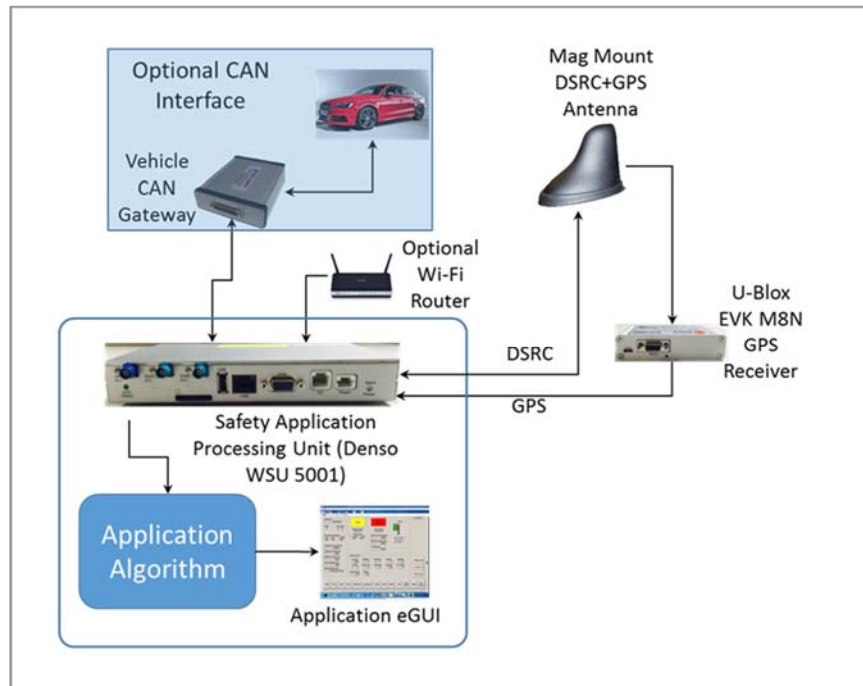 Optional CAN
Interface
Vehicle
CAN
Gateway
Mag Mount
DSRC+GPS
Antenna
Optional
Wi-Fi
Router
U-Blox
EVK M8N
GPS
Receiver
DSRC
GPS
Safety Application
Processing Unit (Denso
WSU 5001)
Application
Algorithm
Application eGUI